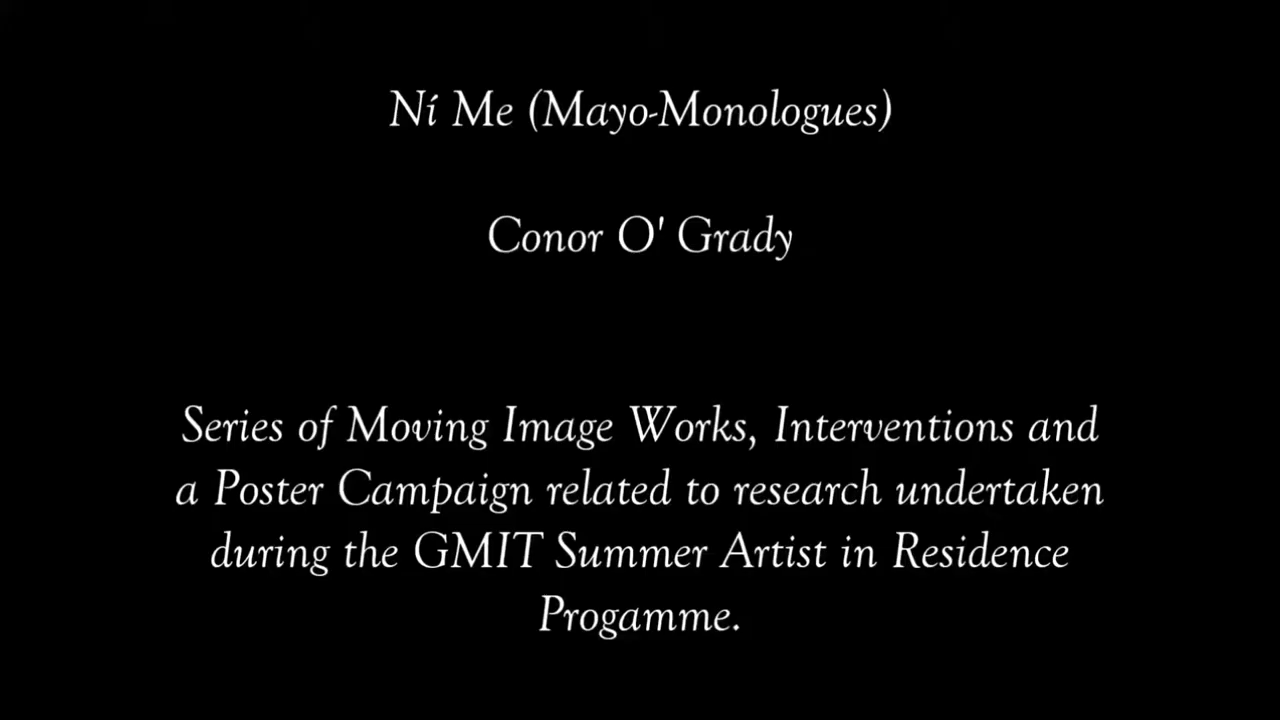 Ní Me (Mayo-Monologues)
Conor O' Grady
Series of Moving Image Works, Interventions and
a Poster Campaign related to research undertaken
during the GMIT Summer Artist in Residence
Progamme.